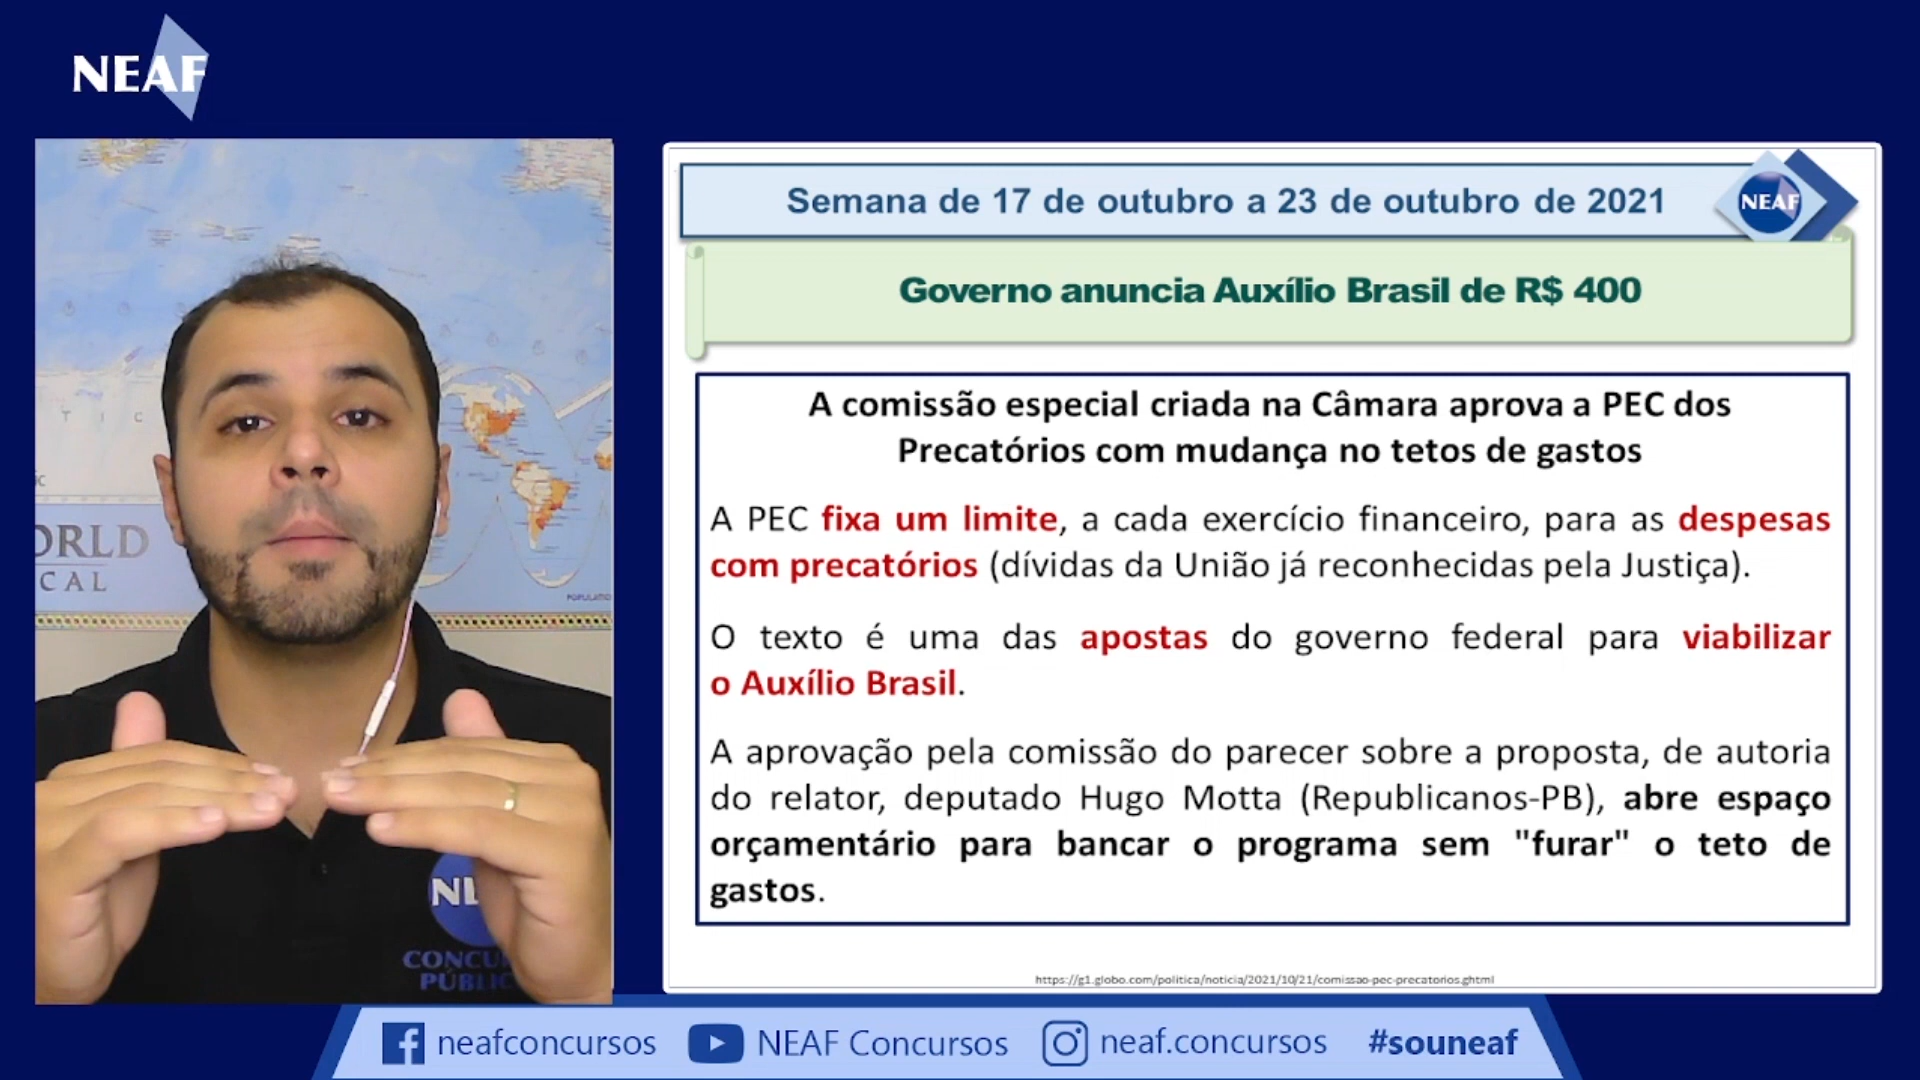 NEAF
Semana de 17 de outubro a 23 de outubro de 2021
NEAF
Governo anuncia Auxílio Brasil de R$ 400
A comissão especial criada na Câmara aprova a PEC dos
Precatórios com mudança no tetos de gastos
A PEC fixa um limite, a cada exercício financeiro, para as despesas
com precatórios (dívidas da União já reconhecidas pela Justiça).
O texto é uma das apostas do governo federal para viabilizar
o Auxílio Brasil.
A aprovação pela comissão do parecer sobre a proposta, de autoria
do relator, deputado Hugo Motta (Republicanos-PB), abre espaço
orçamentário para bancar o programa sem "furar" o teto de
gastos.
https://g1.globo.com/politica/noticia/2021/10/21/comissao-pec-precatorios.ghtml
T I C
ORLD
CAL
NE
CONCU
PÚBLIC
neafconcursos NEAF Concursos neaf.concursos #souneaf